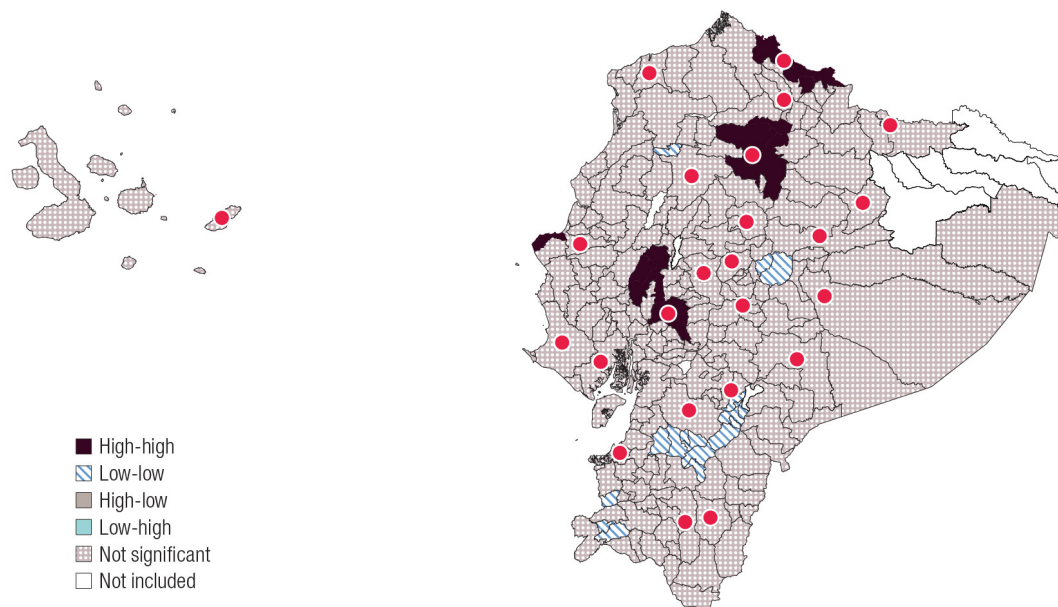 High-high
Low-low
High-low
Low-high
Not significant
Not included